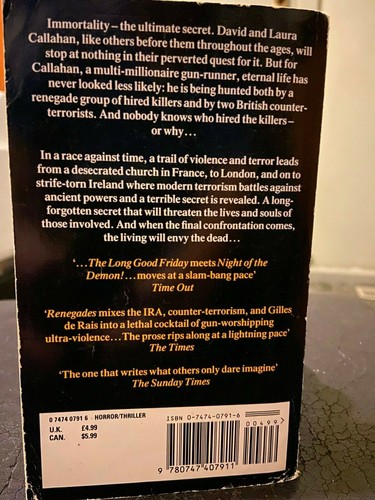 Immortality – the ultimate secret. David and Laura
Callahan, like others before them throughout the ages, will
stop at nothing in their perverted quest for it. But for
Callahan, a multi-millionaire gun-runner, eternal life has
never looked less likely: he is being hunted both by a
renegade group of hired killers and by two British counter-
terrorists. And nobody knows who hired the killers –
or why...
In a race against time, a trail of violence and terror leads
from a desecrated church in France, to London, and on to
strife-torn Ireland where modern terrorism battles against
ancient powers and a terrible secret is revealed. A long-
forgotten secret that will threaten the lives and souls of
those involved. And when the final confrontation comes,
the living will envy the dead...
'...The Long Good Friday meets Night of the
Demon!...moves at a slam-bang pace'
Time Out
'Renegades mixes the IRA, counter-terrorism, and Gilles
de Rais into a lethal cocktail of gun-worshipping
ultra-violence...The prose rips along at a lightning pace'
The Times
'The one that writes what others only dare imagine'
The Sunday Times
0 7474 0791 6 HORROR/THRILLER
U.K. £4.99
CAN. $5.99
ISBN 0-7474-0791-6
00499>
9 780747 407911